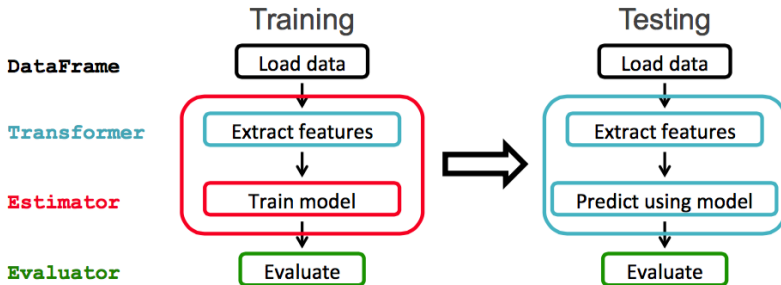 Training
Testing
DataFrame
Load data
Load data
Transformer
Extract features
Extract features
Estimator
Train model
Predict using model
Evaluator
Evaluate
Evaluate